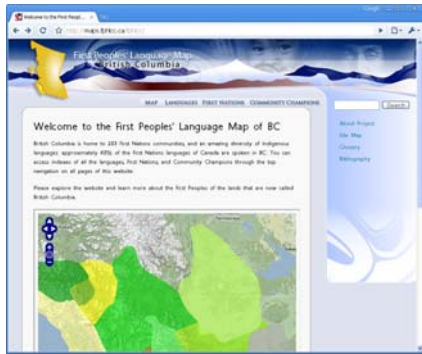 Welcome to the First Peopl...
http://maps.fphlcc.ca/
First Peoples' Language Map
British Columbia
MAP LANGUAGES FIRST NATIONS COMMUNITY CHAMPIONS
Search
Welcome to the First Peoples' Language Map of BC
British Columbia is home to 203 First Nations communities, and an amazing diversity of Indigenous
languages; approximately 60% of the First Nations languages of Canada are spoken in BC. You can
access indexes of all the languages, First Nations, and Community Champions through the top
navigation on all pages of this website.
Please explore the website and learn more about the First Peoples of the lands that are now called
British Columbia.
About Project
Site Map
Glossary
Bibliography